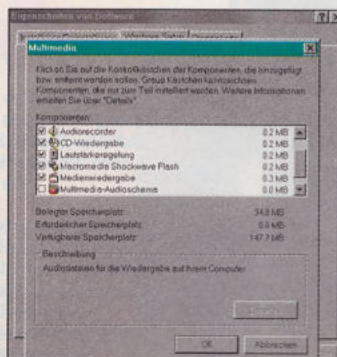 Eigenschaften von Software
Multimedia
Klicken Sie auf die Kontrollkästchen der Komponenten, die hinzugefügt
bzw. entfernt werden sollen. Graue Kästchen kennzeichnen
Komponenten, die nur zum Teil installiert werden. Weitere Informationen
erhalten Sie über "Details".
Komponenten:
Audiorecorder 0.2 MB
CD-Wiedergabe 0.2 MB
Lautstärkeregelung 0.2 MB
Macromedia Shockwave Flash 0.2 MB
Medienwiedergabe 0.3 MB
Multimedia-Audioschema 0.0 MB
Belegter Speicherplatz: 34.8 MB
Erforderlicher Speicherplatz: 0.0 MB
Verfügbarer Speicherplatz: 147.7 MB
Beschreibung
Audiodateien für die Wiedergabe auf Ihrem Computer
OK Abbrechen